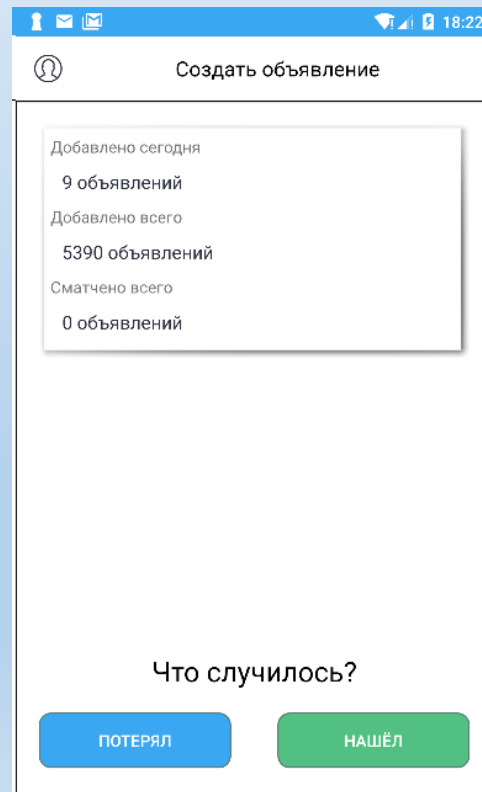 18:22
Создать объявление
Добавлено сегодня
9 объявлений
Добавлено всего
5390 объявлений
Сматчено всего
0 объявлений
Что случилось?
ПОТЕРЯЛ
НАШЁЛ